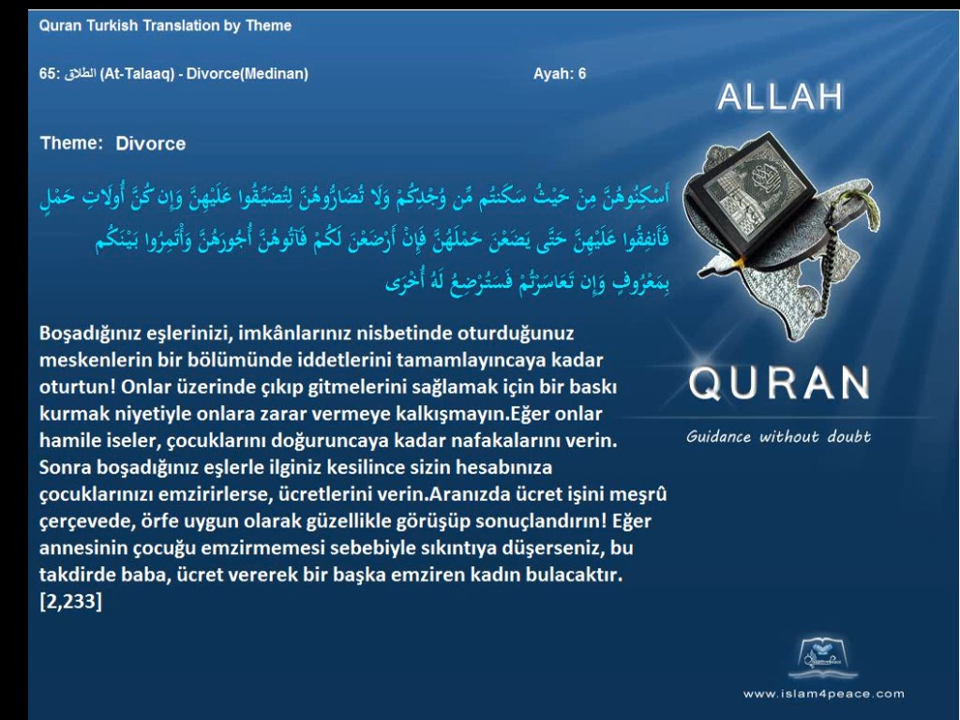 Quran Turkish Translation by Theme
65: الطلاق (At-Talaaq) - Divorce(Medinan)
Ayah: 6
Theme: Divorce
أَسْكِنُوهُنَّ مِنْ حَيْثُ سَكَنتُم مِّن وُجْدِكُمْ وَلَا تُضَارُّوهُنَّ لِتُضَيِّقُوا عَلَيْهِنَّ وَإِن كُنَّ أُولَاتِ حَمْلٍ
فَأَنفِقُوا عَلَيْهِنَّ حَتَّى يَضَعْنَ حَمْلَهُنَّ فَإِنْ أَرْضَعْنَ لَكُمْ فَآتُوهُنَّ أُجُورَهُنَّ وَأْتَمِرُوا بَيْنَكُم
بِمَعْرُوفٍ وَإِن تَعَاسَرْتُمْ فَسَتُرْضِعُ لَهُ أُخْرَى
Boşadığınız eşlerinizi, imkânlarınız nisbetinde oturduğunuz
meskenlerin bir bölümünde iddetlerini tamamlayıncaya kadar
oturtun! Onlar üzerinde çıkıp gitmelerini sağlamak için bir baskı
kurmak niyetiyle onlara zarar vermeye kalkışmayın.Eğer onlar
hamile iseler, çocuklarını doğuruncaya kadar nafakalarını verin.
Sonra boşadığınız eşlerle ilginiz kesilince sizin hesabınıza
çocuklarınızı emzirirlerse, ücretlerini verin.Aranızda ücret işini meşrû
çerçevede, örfe uygun olarak güzellikle görüşüp sonuçlandırın! Eğer
annesinin çocuğu emzirmemesi sebebiyle sıkıntıya düşerseniz, bu
takdirde baba, ücret vererek bir başka emziren kadın bulacaktır.
[2,233]
ALLAH
QURAN
Guidance without doubt
www.islam4peace.com